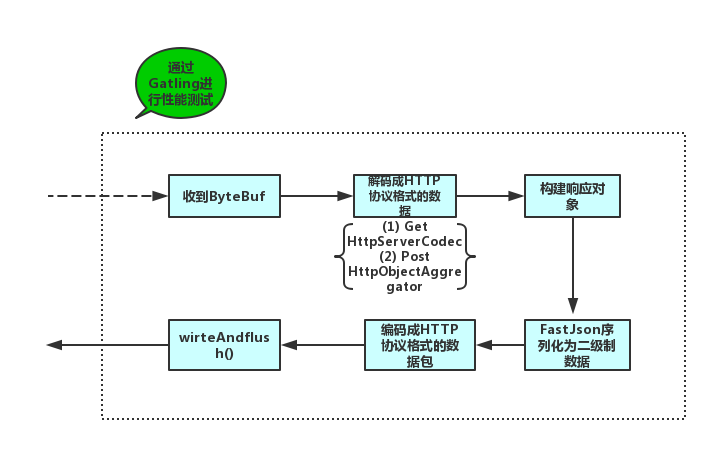 通过
Gatling进
行性能测试
收到ByteBuf
解码成HTTP
协议格式的数
据
构建响应对
象
(1) Get
HttpServerCodec
(2) Post
HttpObjectAggre
gator
wirteAndflus
h()
编码成HTTP
协议格式的数
据包
FastJson序
列化为二级制
数据